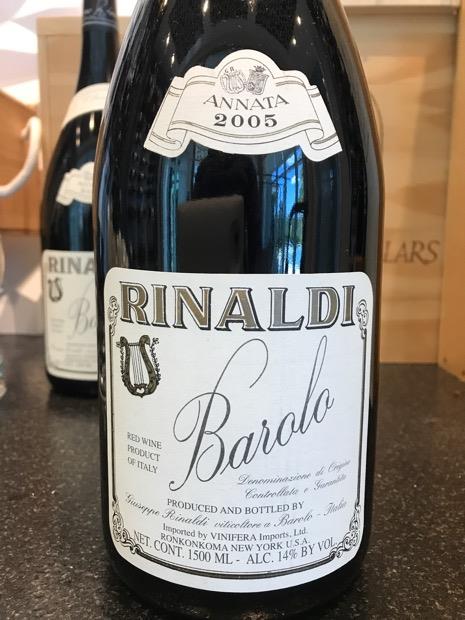 ANNATA
2005
RINALDI
Barolo
RED WINE
PRODUCT
OF ITALY
Denominazione di Origine
Controllata e Garantita
PRODUCED AND BOTTLED BY
Giuseppe Rinaldi viticoltore a Barolo - Italia
Imported by VINIFERA Imports, Ltd.
RONKONKOMA NEW YORK U.S.A.
NET. CONT. 1500 ML - ALC. 14% BY VOL.
RINA
Ba
LARS